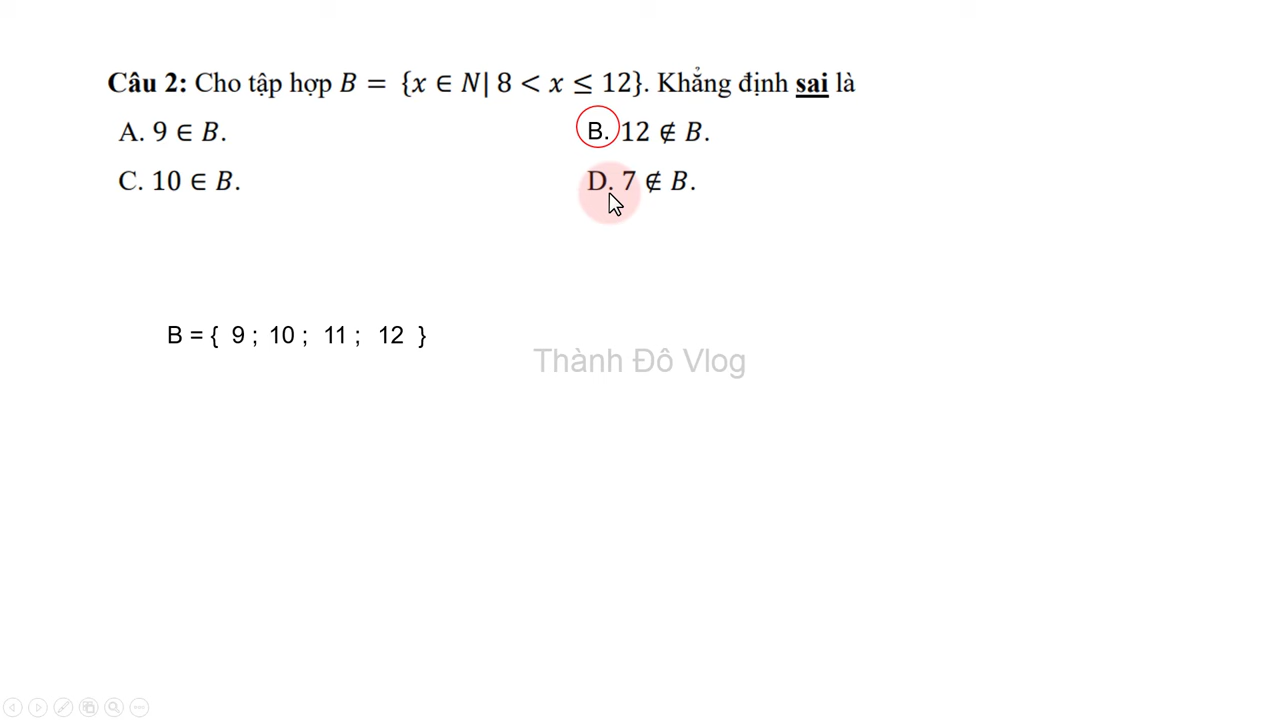 Câu 2: Cho tập hợp B = {x ∈ N| 8 < x ≤ 12}. Khẳng định sai là
A. 9 ∈ B. B. 12 ∉ B.
C. 10 ∈ B. D. 7 ∉ B.
B = { 9 ; 10 ; 11 ; 12 }
Thành Đô Vlog